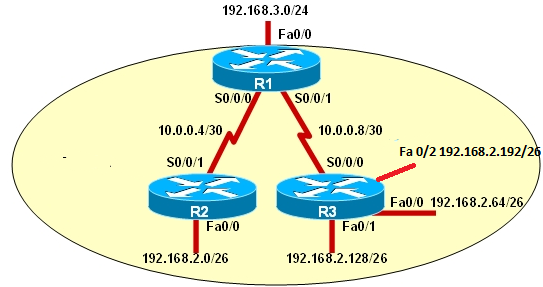 192.168.3.0/24
Fa0/0
R1
S0/0/0
S0/0/1
10.0.0.4/30
10.0.0.8/30
S0/0/1
S0/0/0
Fa 0/2 192.168.2.192/26
R2
R3
Fa0/0
192.168.2.64/26
Fa0/0
Fa0/1
192.168.2.0/26
192.168.2.128/26